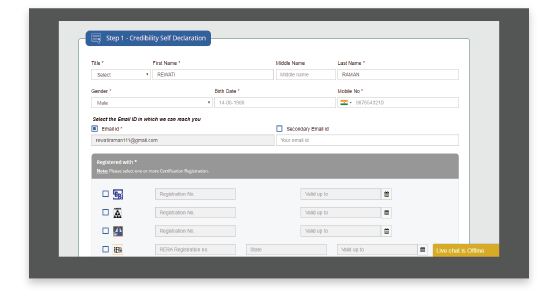 Step 1 - Credibility Self Declaration
Title * First Name * Middle Name Last Name *
Select REWATI Middle name RAMAN
Gender * Birth Date * Mobile No *
Male 14-05-1986 9876543210
Select the Email ID in which we can reach you
Email Id * Secondary Email Id
rewatiraman111@gmail.com Your email id
Registered with *
Note: Please select one or more Certification Registration.
Registration No. Valid up to
Registration No. Valid up to
Registration No. Valid up to
RERA Registration no. State Valid up to
Live chat is Offline